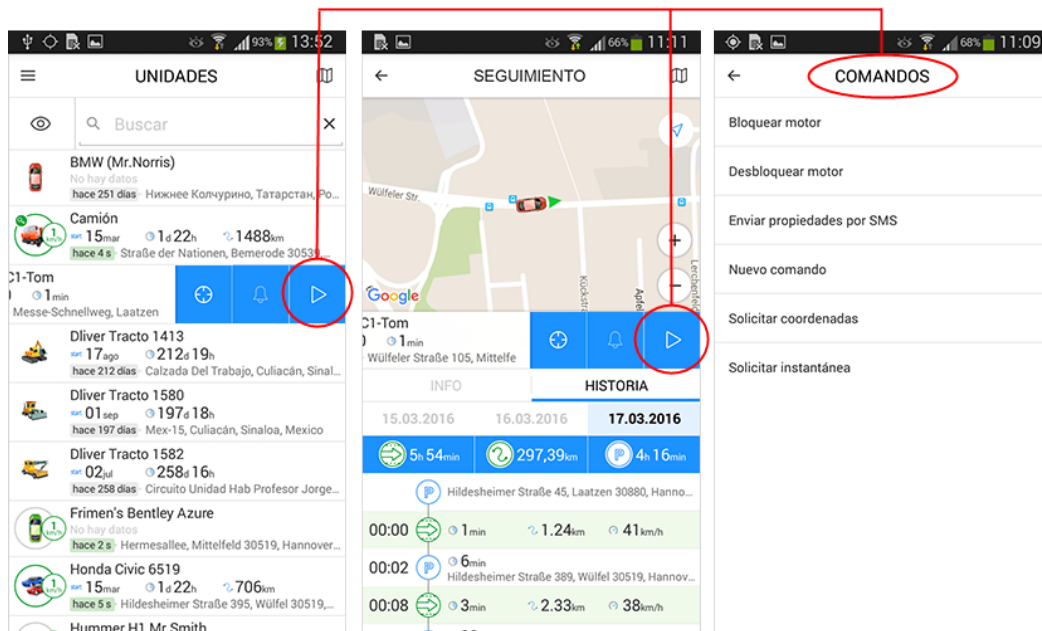 93% 13:52
UNIDADES
Buscar
BMW (Mr.Norris)
No hay datos
hace 251 días Нижнее Колчурино, Татарстан, Ро...
Camión
1 km/h
start 15mar 1d 22h 1488km
hace 4 s Straße der Nationen, Bemerode 30539,...
C1-Tom
1min
Messe-Schnellweg, Laatzen
Dliver Tracto 1413
start 17ago 212d 19h
hace 212 días Calzada Del Trabajo, Culiacán, Sinal...
Dliver Tracto 1580
start 01sep 197d 18h
hace 197 días Mex-15, Culiacán, Sinaloa, Mexico
Dliver Tracto 1582
start 02jul 258d 16h
hace 258 días Circuito Unidad Hab Profesor Jorge...
Frimen's Bentley Azure
1 km/h
No hay datos
hace 2 s Hermesallee, Mittelfeld 30519, Hannover...
Honda Civic 6519
1 km/h
start 15mar 1d 22h 706km
hace 5 s Hildesheimer Straße 395, Wülfel 30519,...
Hummer H1 Mr.Smith
66% 11:11
SEGUIMIENTO
Wülfeler Str.
Kückstra
Apfel
Lerchenfeld
Google
C1-Tom
1min
Wülfeler Straße 105, Mittelfe
INFO HISTORIA
15.03.2016 16.03.2016 17.03.2016
5h 54min 297,39km P 4h 16min
P Hildesheimer Straße 45, Laatzen 30880, Hanno...
00:00 1min 1.24km 41km/h
00:02 P 6min
Hildesheimer Straße 389, Wülfel 30519, Hannov...
00:08 3min 2.33km 38km/h
68% 11:09
COMANDOS
Bloquear motor
Desbloquear motor
Enviar propiedades por SMS
Nuevo comando
Solicitar coordenadas
Solicitar instantánea